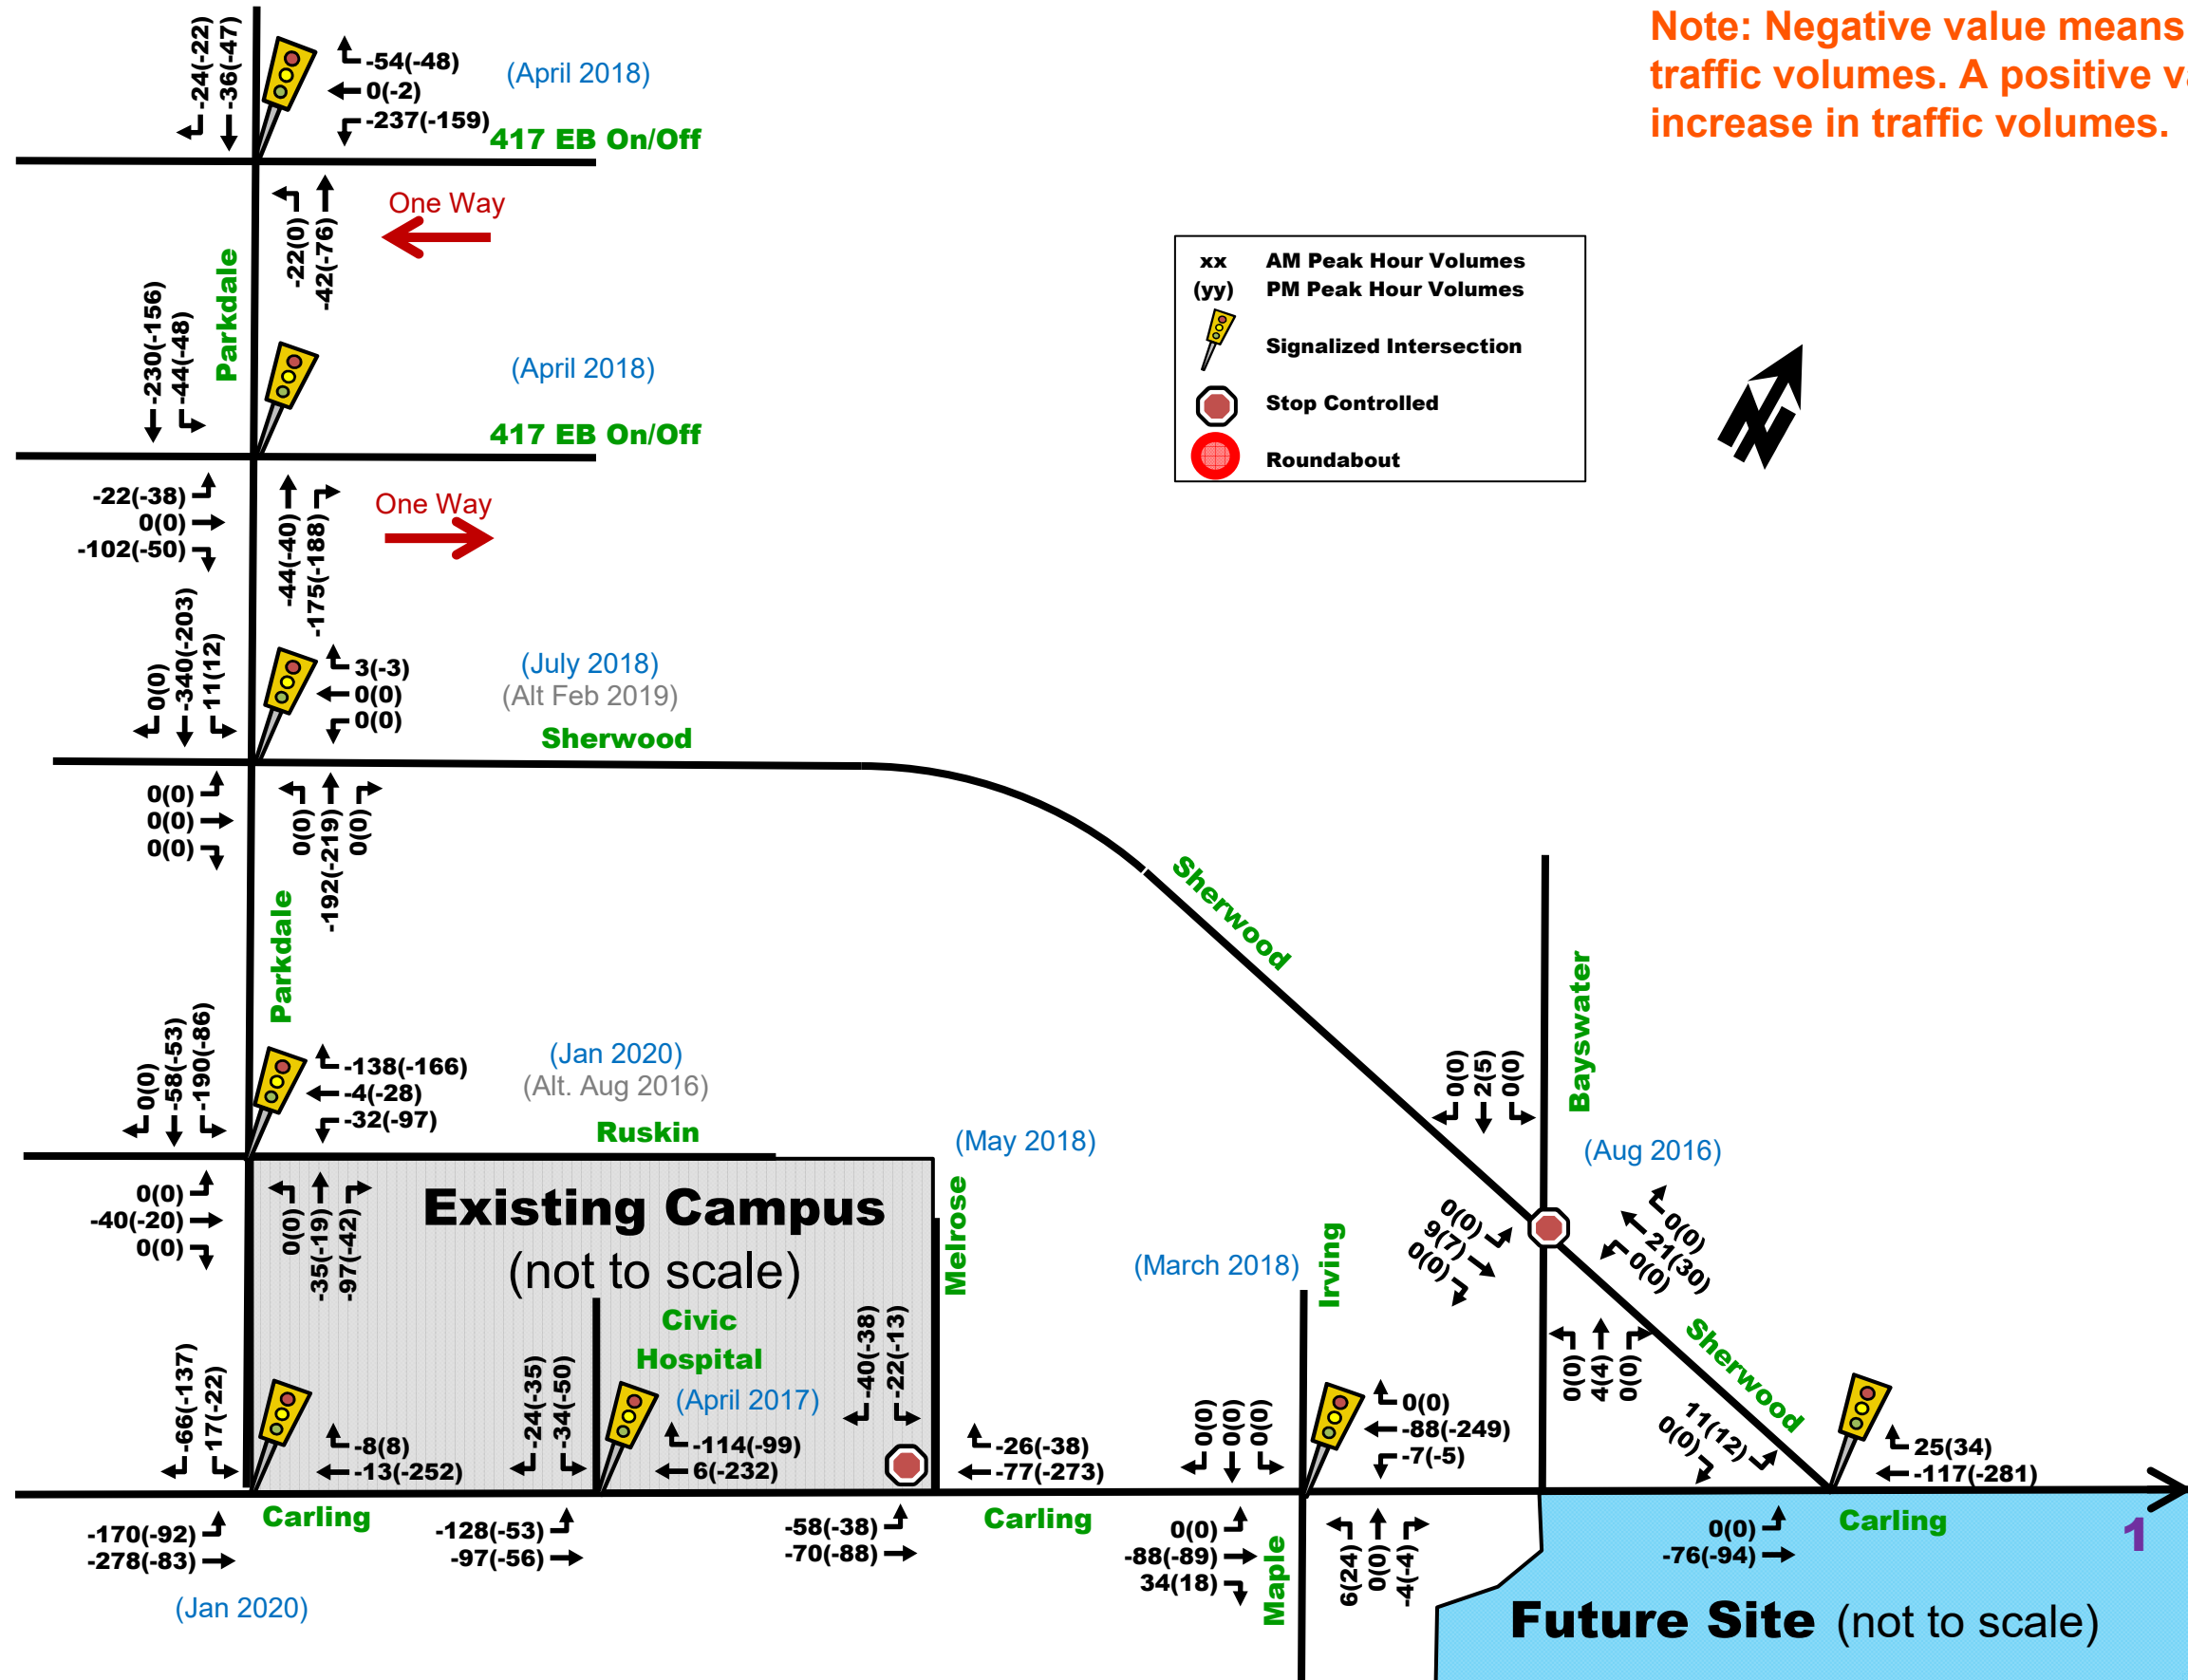 Note: Negative value means
traffic volumes. A positive va
increase in traffic volumes.
-24(-22)
-36(-47)
-54(-48)
0(-2)
-237(-159)
(April 2018)
417 EB On/Off
-22(0)
-42(-76)
One Way
Parkdale
-230(-156)
-44(-48)
(April 2018)
417 EB On/Off
xx AM Peak Hour Volumes
(yy) PM Peak Hour Volumes
Signalized Intersection
Stop Controlled
Roundabout
-22(-38)
0(0)
-102(-50)
-44(-40)
-175(-188)
One Way
0(0)
-340(-203)
11(12)
3(-3)
0(0)
0(0)
(July 2018)
(Alt Feb 2019)
Sherwood
0(0)
0(0)
0(0)
0(0)
-192(-219)
0(0)
Parkdale
Sherwood
Bayswater
0(0)
-58(-53)
-190(-86)
-138(-166)
-4(-28)
-32(-97)
(Jan 2020)
(Alt. Aug 2016)
Ruskin
(May 2018)
0(0)
2(5)
0(0)
(Aug 2016)
0(0)
-40(-20)
0(0)
0(0)
-35(-19)
-97(-42)
Existing Campus
(not to scale)
Melrose
(March 2018)
Irving
0(0)
9(7)
0(0)
0(0)
21(30)
0(0)
Civic
Hospital
(April 2017)
-66(-137)
-17(-22)
-8(8)
-13(-252)
-24(-35)
-34(-50)
-114(-99)
6(-232)
-40(-38)
-22(-13)
-26(-38)
-77(-273)
0(0)
0(0)
0(0)
0(0)
-88(-249)
-7(-5)
0(0)
4(4)
0(0)
Sherwood
11(12)
0(0)
25(34)
-117(-281)
Carling
-170(-92)
-278(-83)
(Jan 2020)
-128(-53)
-97(-56)
-58(-38)
-70(-88)
Carling
0(0)
-88(-89)
34(18)
Maple
6(24)
0(0)
-4(-4)
0(0)
-76(-94)
Carling
1
Future Site (not to scale)